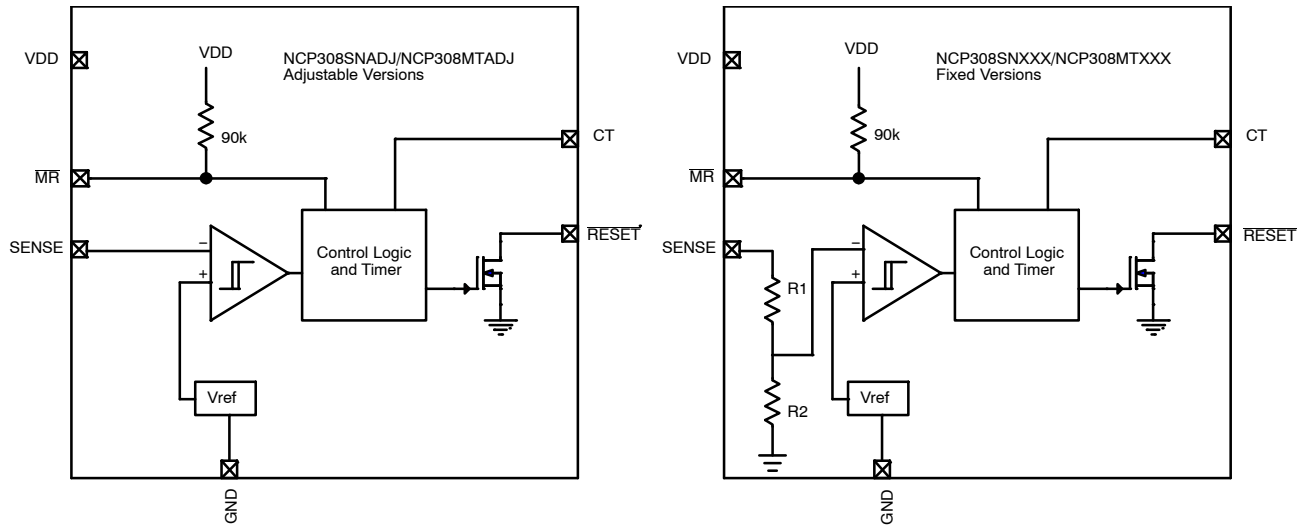 VDD
VDD
NCP308SNADJ/NCP308MTADJ
Adjustable Versions
90k
CT
MR
SENSE
RESET
−
+
Control Logic
and Timer
Vref
GND
VDD
VDD
NCP308SNXXX/NCP308MTXXX
Fixed Versions
90k
CT
MR
SENSE
RESET
−
+
Control Logic
and Timer
R1
R2
Vref
GND